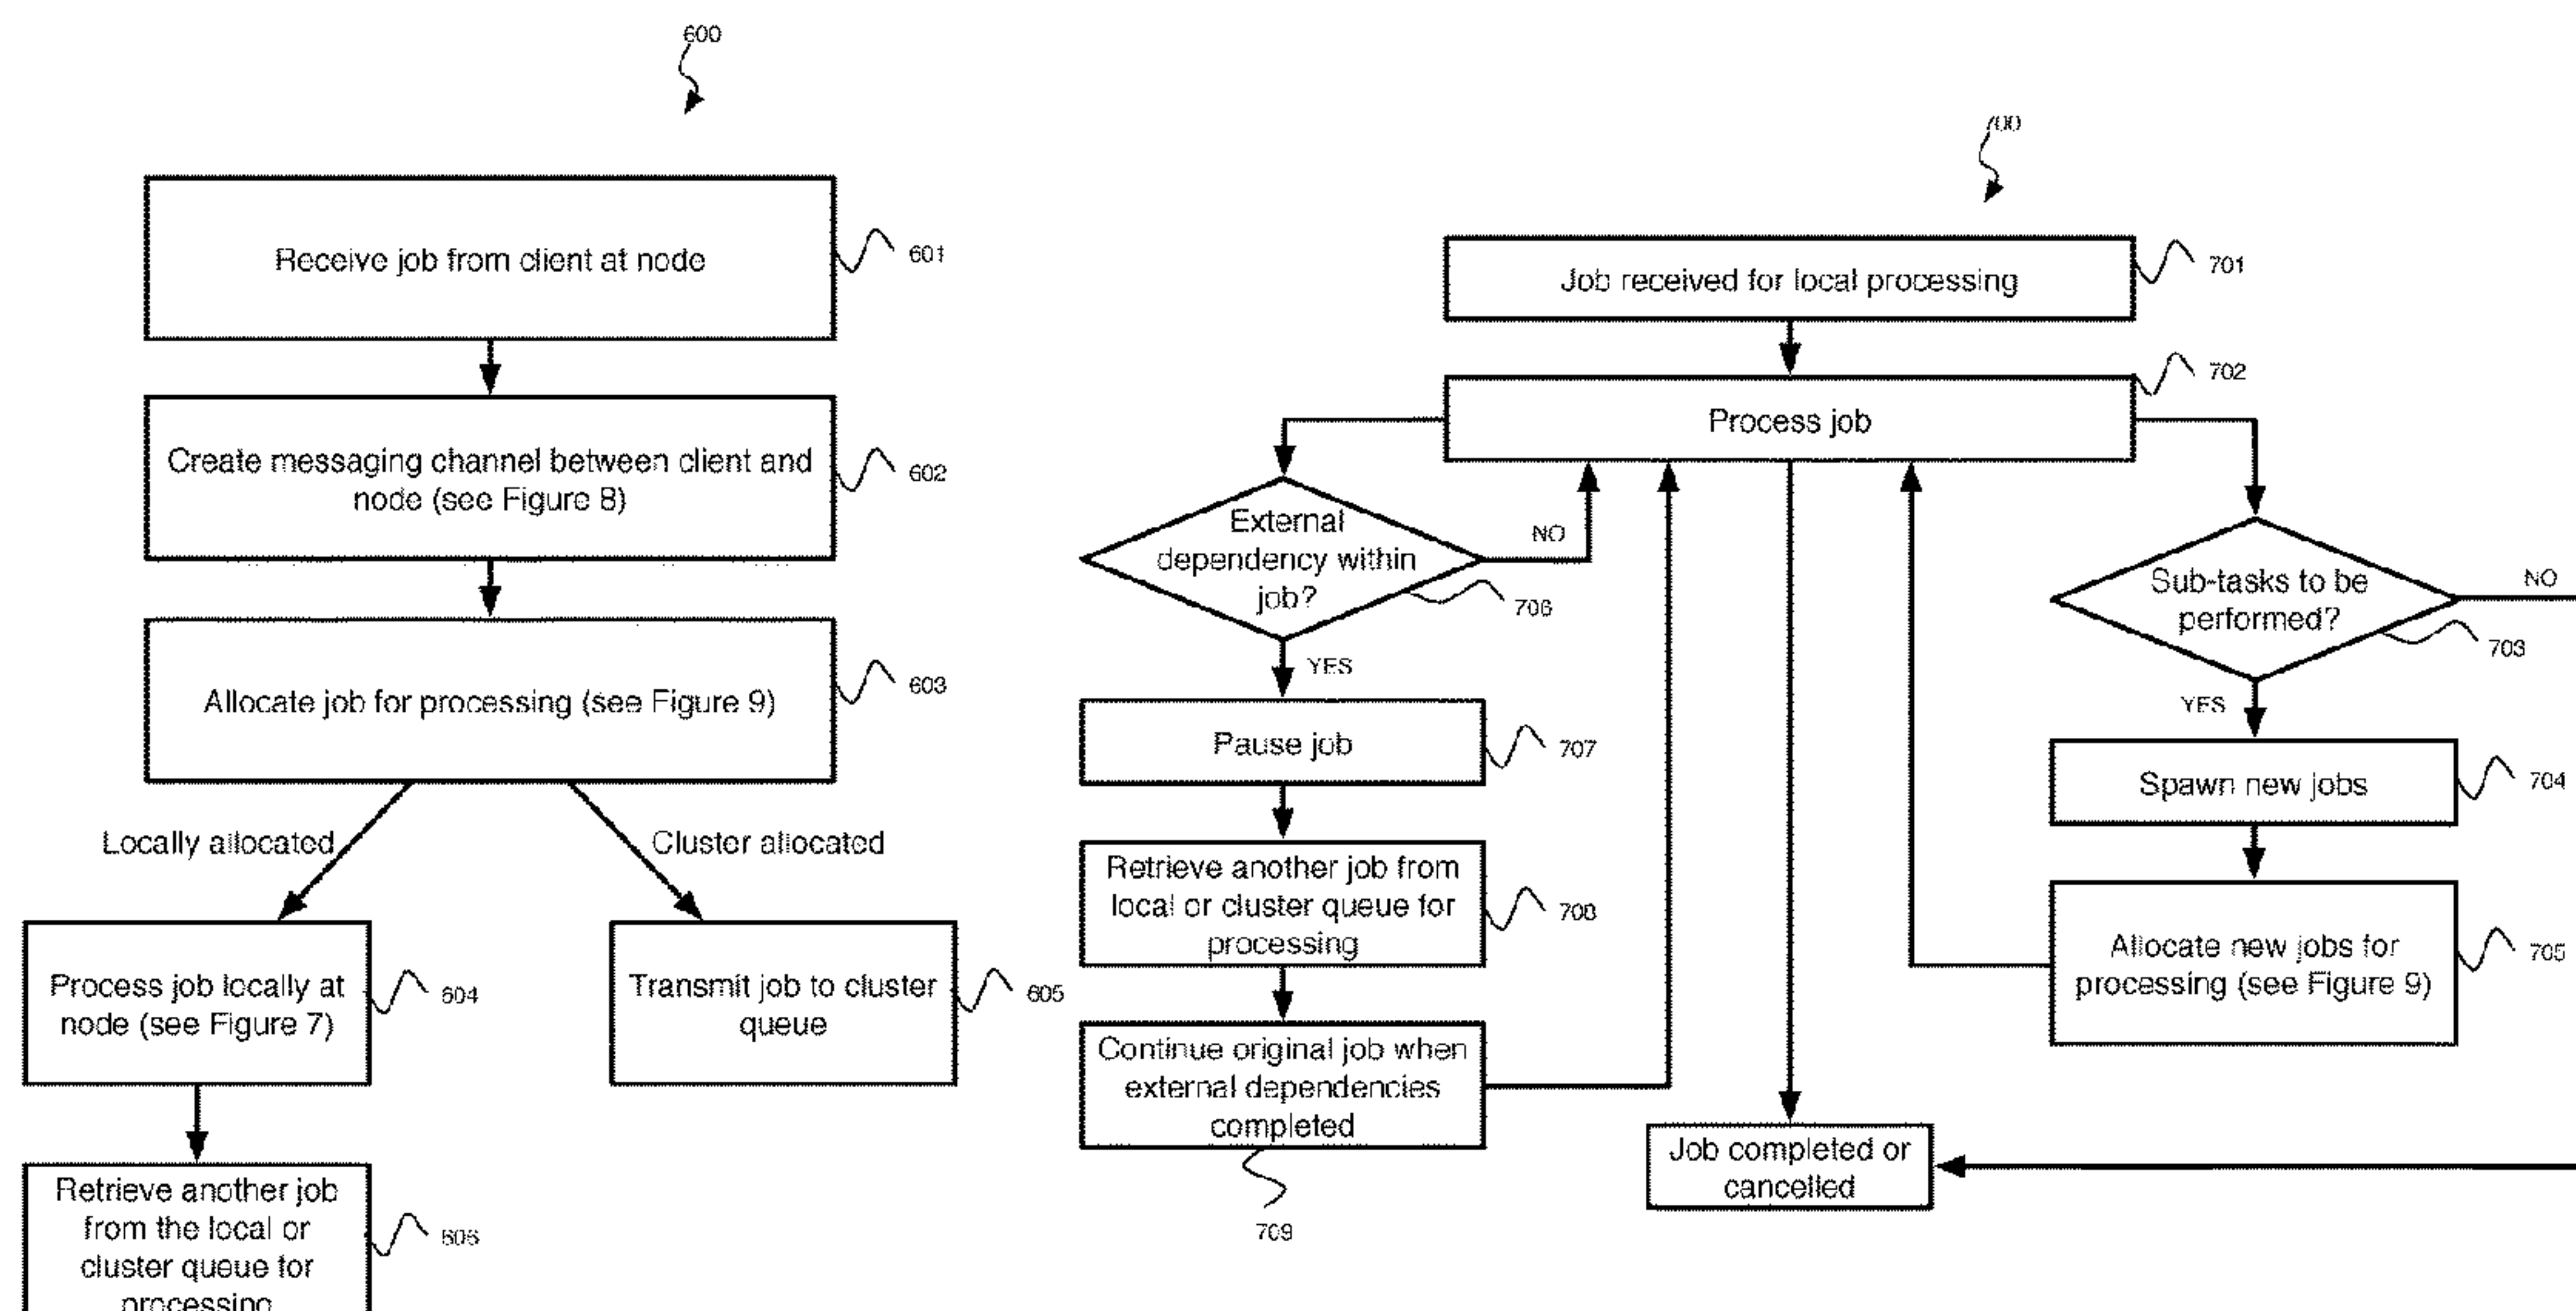 600
Receive job from client at node
601
Create messaging channel between client and
node (see Figure 8)
602
Allocate job for processing (see Figure 9)
603
Locally allocated
Cluster allocated
Process job locally at
node (see Figure 7)
604
Transmit job to cluster
queue
605
Retrieve another job
from the local or
cluster queue for
processing
606
700
Job received for local processing
701
Process job
702
External
dependency within
job?
NO
706
YES
Pause job
707
Retrieve another job from
local or cluster queue for
processing
708
Continue original job when
external dependencies
completed
709
Sub-tasks to be
performed?
NO
703
YES
Spawn new jobs
704
Allocate new jobs for
processing (see Figure 9)
705
Job completed or
cancelled